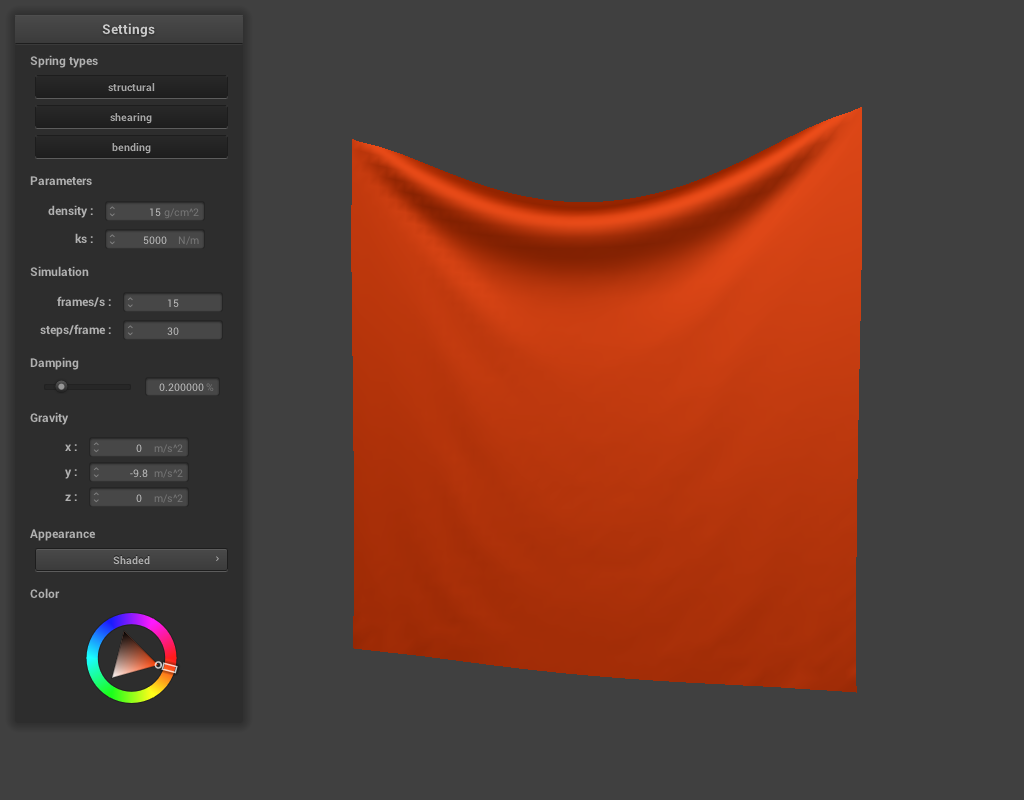 Settings
Spring types
structural
shearing
bending
Parameters
density : 15 g/cm^2
ks : 5000 N/m
Simulation
frames/s : 15
steps/frame : 30
Damping
0.200000 %
Gravity
x : 0 m/s^2
y : -9.8 m/s^2
z : 0 m/s^2
Appearance
Shaded
Color